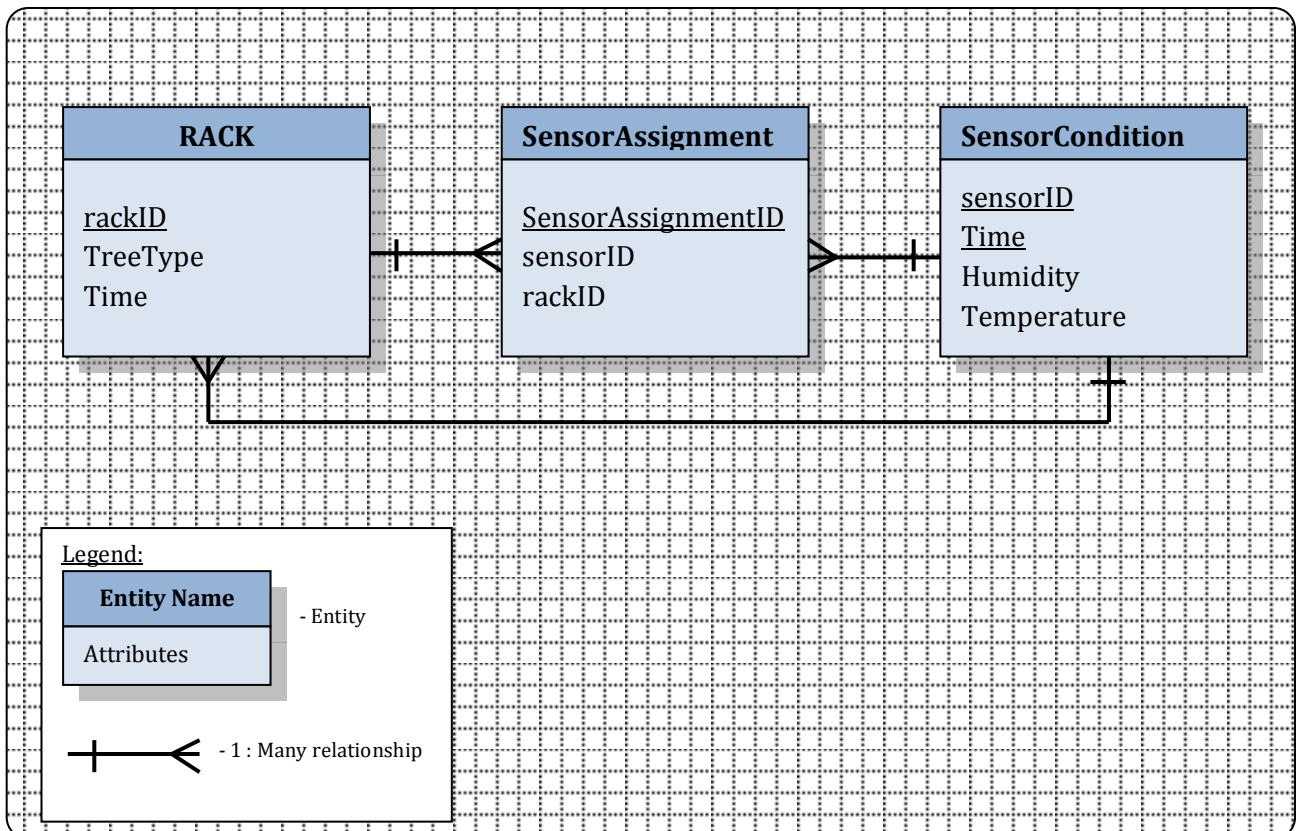 RACK
rackID
TreeType
Time
SensorAssignment
SensorAssignmentID
sensorID
rackID
SensorCondition
sensorID
Time
Humidity
Temperature
Legend:
Entity Name
Attributes
- Entity
- 1 : Many relationship